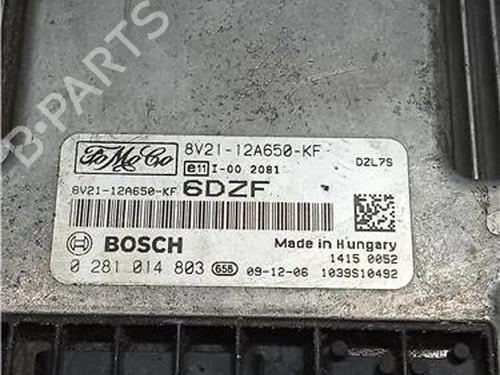 B-PARTS
FoMoCo
8V21-12A650-KF
e11 I-00 2081
DZL7S
8V21-12A650-KF 6DZF
BOSCH
Made in Hungary
1415 0052
0 281 014 803 658 09-12-06 1039S10492